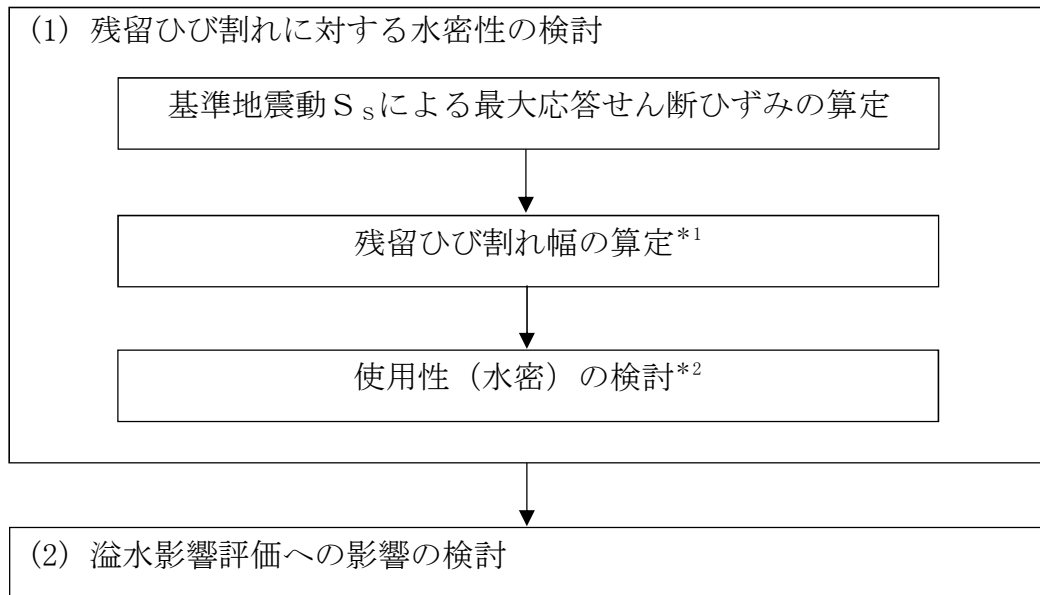 (1) 残留ひび割れに対する水密性の検討
基準地震動Ｓsによる最大応答せん断ひずみの算定
残留ひび割れ幅の算定*1
使用性（水密）の検討*2
(2) 溢水影響評価への影響の検討